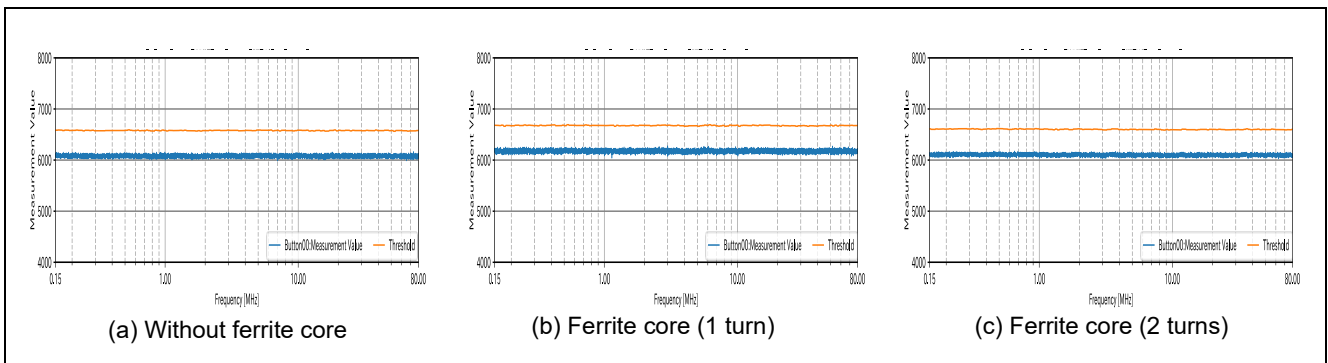 8000
7000
6000
5000
4000
Measurement Value
Button00:Measurement Value
Threshold
0.15
1.00
10.00
80.00
Frequency [MHz]
(a) Without ferrite core
8000
7000
6000
5000
4000
Measurement Value
Button00:Measurement Value
Threshold
0.15
1.00
10.00
80.00
Frequency [MHz]
(b) Ferrite core (1 turn)
8000
7000
6000
5000
4000
Measurement Value
Button00:Measurement Value
Threshold
0.15
1.00
10.00
80.00
Frequency [MHz]
(c) Ferrite core (2 turns)